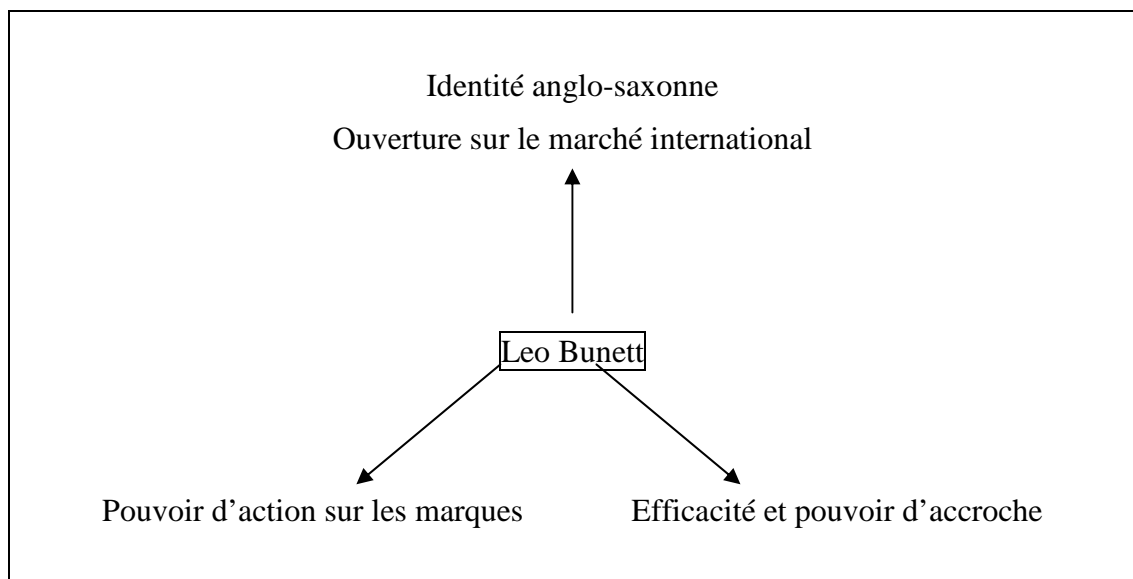 Identité anglo-saxonne
Ouverture sur le marché international
Leo Bunett
Pouvoir d’action sur les marques
Efficacité et pouvoir d’accroche